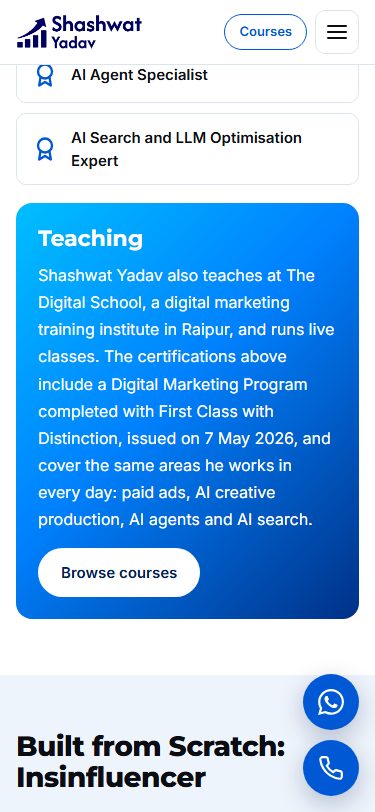 Shashwat
Yadav
Courses
AI Agent Specialist
AI Search and LLM Optimisation
Expert
Teaching
Shashwat Yadav also teaches at The
Digital School, a digital marketing
training institute in Raipur, and runs live
classes. The certifications above
include a Digital Marketing Program
completed with First Class with
Distinction, issued on 7 May 2026, and
cover the same areas he works in
every day: paid ads, AI creative
production, AI agents and AI search.
Browse courses
Built from Scratch:
Insinfluencer